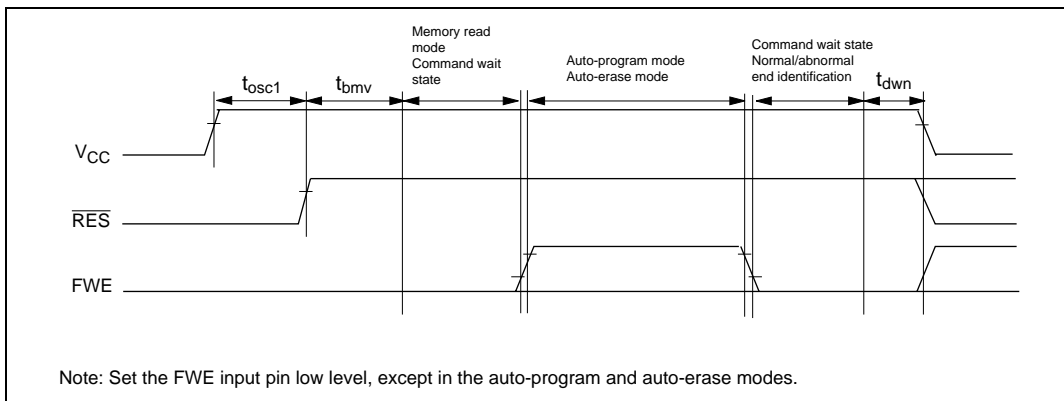 Memory read
mode
Command wait
state
Auto-program mode
Auto-erase mode
Command wait state
Normal/abnormal
end identification
tosc1
tbmv
tdwn
VCC
RES
FWE
Note: Set the FWE input pin low level, except in the auto-program and auto-erase modes.